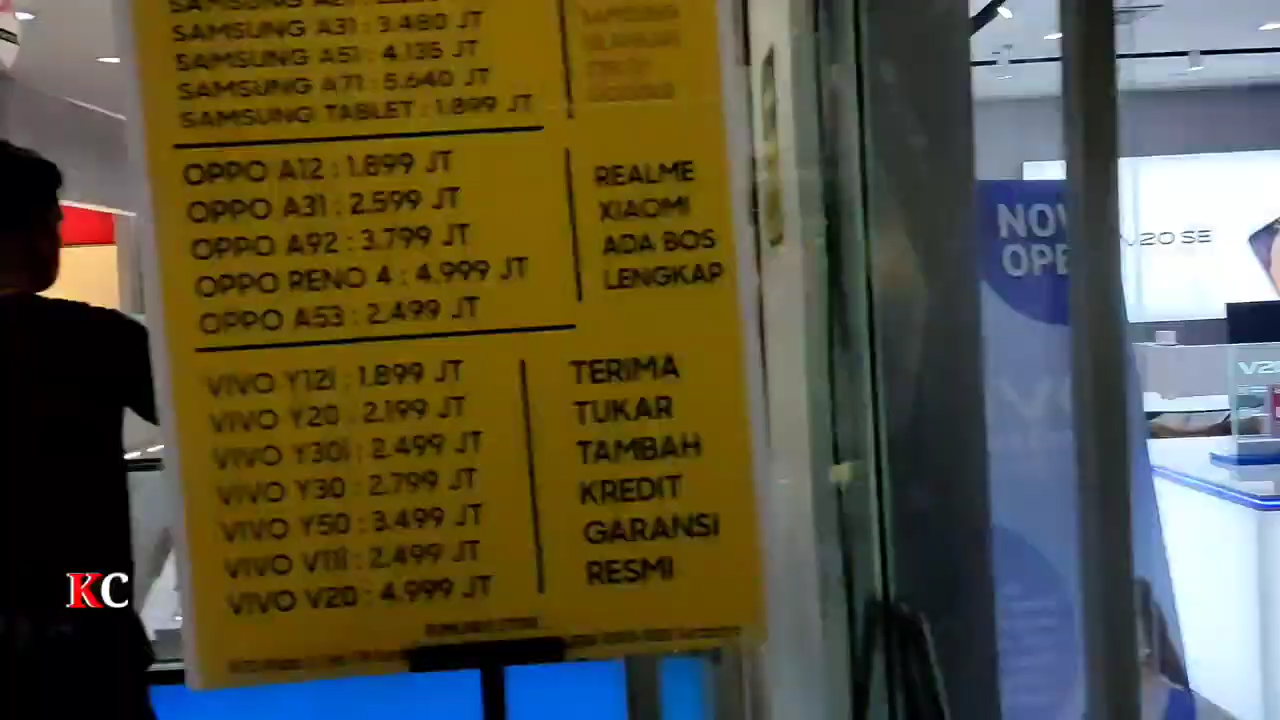 SAMSUNG A31 : 3.480 JT
SAMSUNG A51 : 4.135 JT
SAMSUNG A71 : 5.640 JT
SAMSUNG TABLET : 1.899 JT
OPPO A12 : 1.899 JT
OPPO A31 : 2.599 JT
OPPO A92 : 3.799 JT
OPPO RENO 4 : 4.999 JT
OPPO A53 : 2.499 JT
REALME
XIAOMI
ADA BOS
LENGKAP
VIVO Y12i : 1.899 JT
VIVO Y20 : 2.199 JT
VIVO Y30i : 2.499 JT
VIVO Y30 : 2.799 JT
VIVO Y50 : 3.499 JT
VIVO V11i : 2.499 JT
VIVO V20 : 4.999 JT
TERIMA
TUKAR
TAMBAH
KREDIT
GARANSI
RESMI
V20 SE
KC